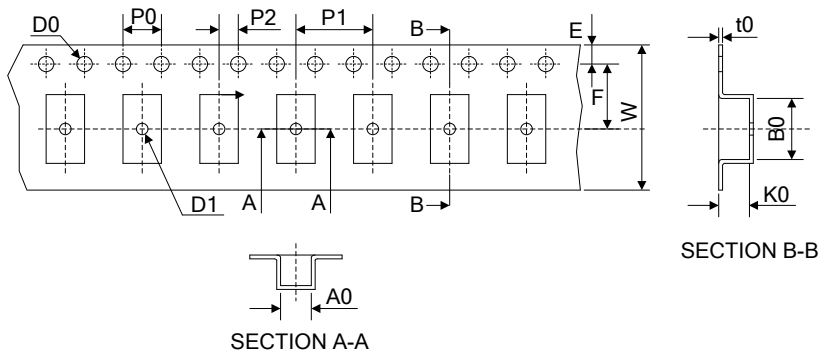 D0 P0 P2 P1 B E t0
F W B0
D1 A A B K0
SECTION B-B
A0
SECTION A-A